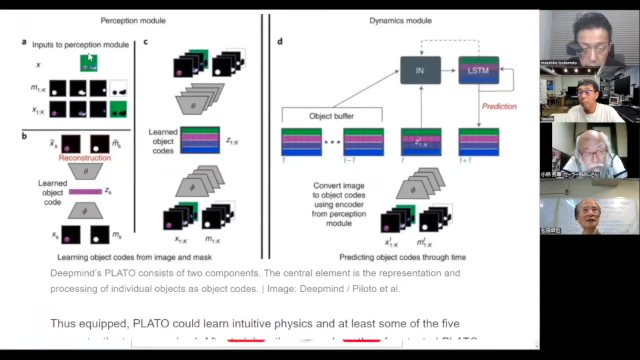 Perception module
Dynamics module
a
Inputs to perception module
x
m1:K
x1:K
b
x̃k
m̃k
Reconstruction
θ
Learned
object
code
zk
ϕ
xk
mk
Learning object codes from image and mask
c
θ
Learned
object
codes
z1:K
ϕ
x1:K
m1:K
d
IN
LSTM
Prediction
Object buffer
1
t–1
t
t+1
z1:K
Convert image
to object codes
using encoder
from perception
module
ϕ
Predicting object codes through time
Deepmind's PLATO consists of two components. The central element is the representation and
processing of individual objects as object codes. | Image: Deepmind / Piloto et al.
Thus equipped, PLATO could learn intuitive physics and at least some of the five